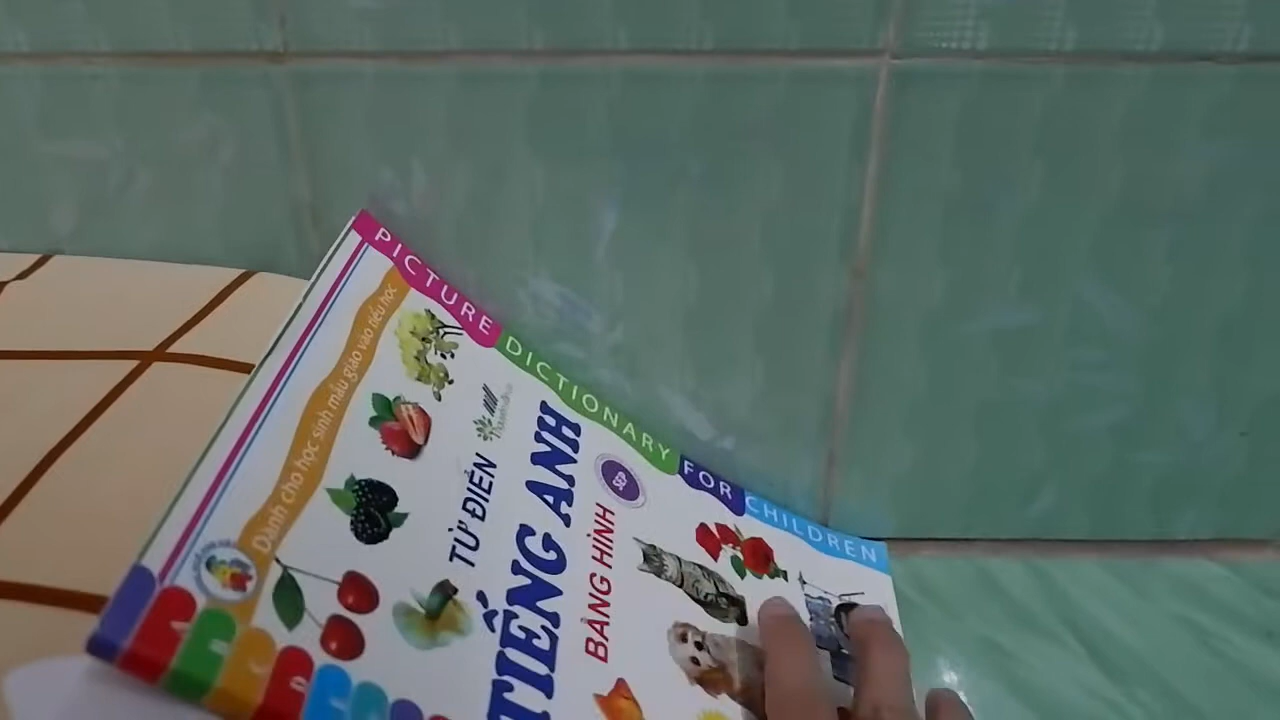 PICTURE DICTIONARY FOR CHILDREN
Dành cho học sinh mẫu giáo vào tiểu học
TỪ ĐIỂN
TIẾNG ANH
BẰNG HÌNH